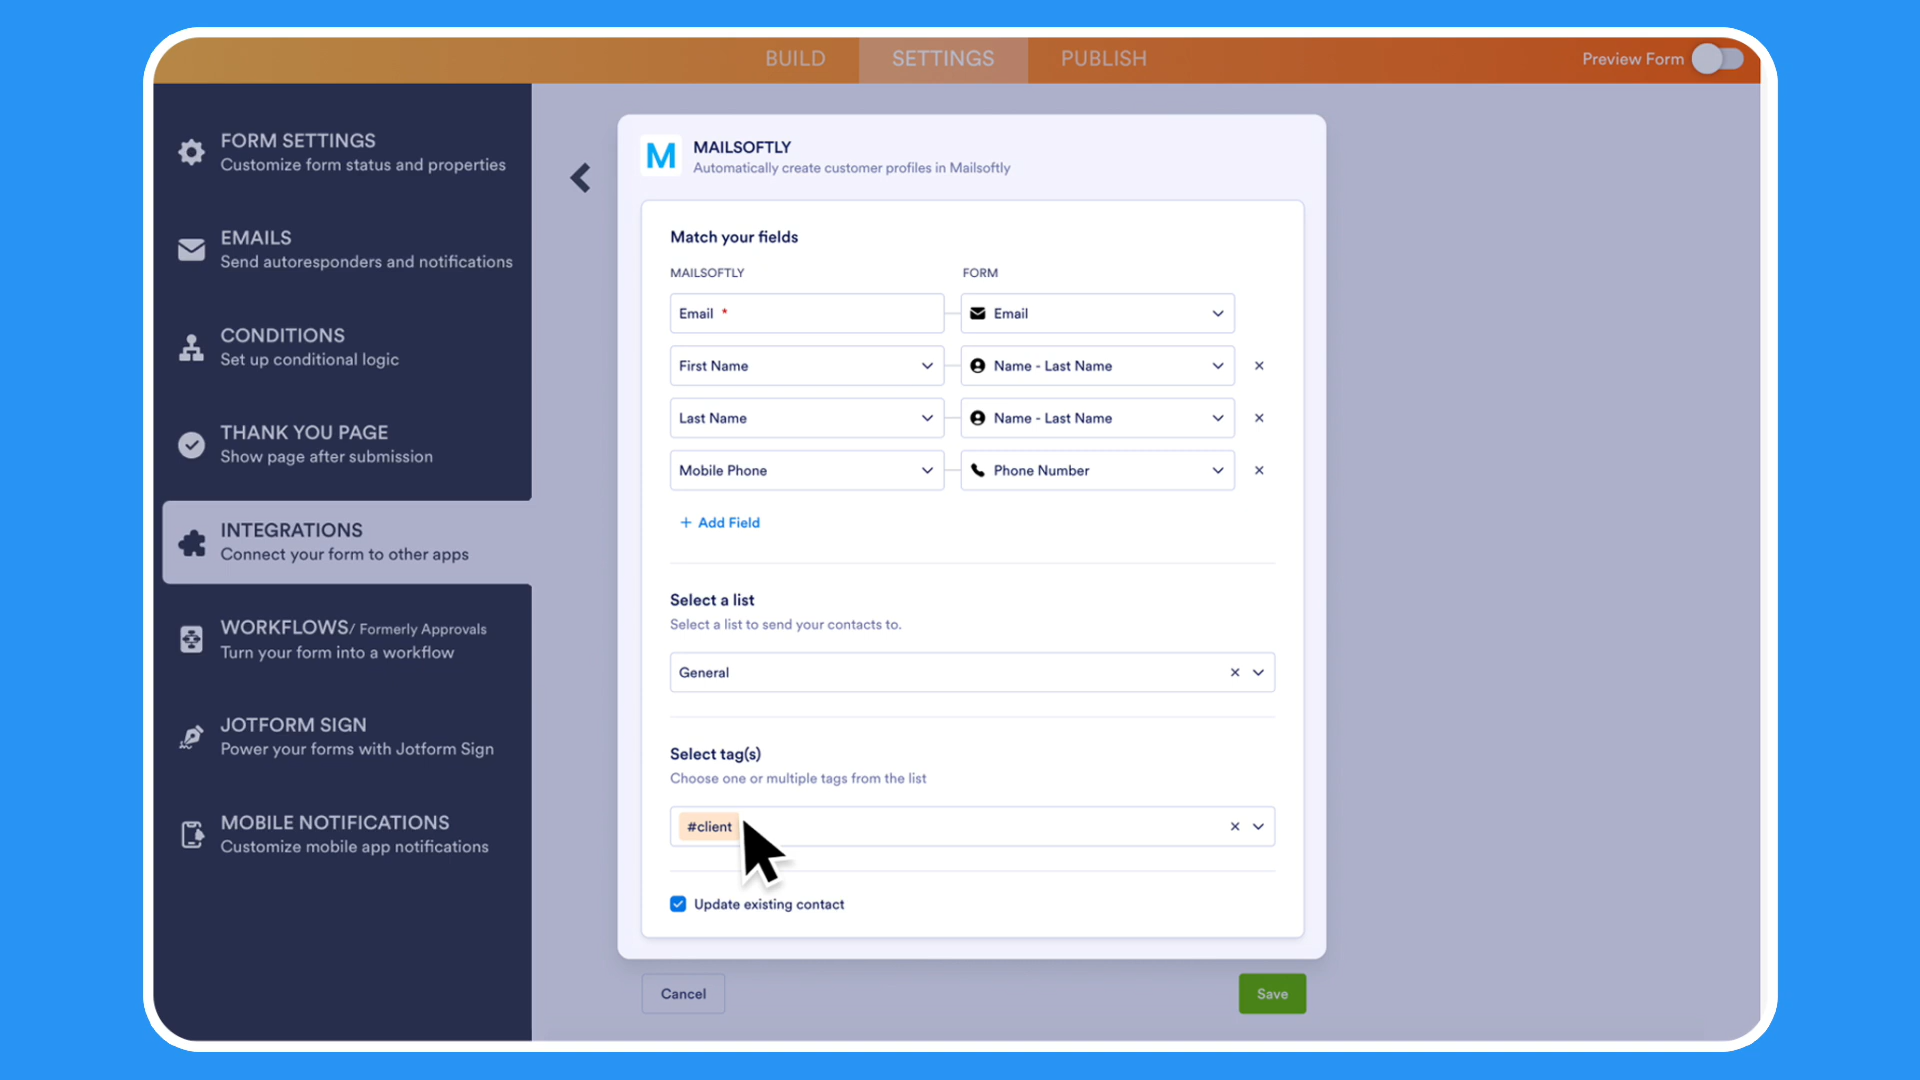 BUILD
SETTINGS
PUBLISH
Preview Form
FORM SETTINGS
Customize form status and properties
EMAILS
Send autoresponders and notifications
CONDITIONS
Set up conditional logic
THANK YOU PAGE
Show page after submission
INTEGRATIONS
Connect your form to other apps
WORKFLOWS/ Formerly Approvals
Turn your form into a workflow
JOTFORM SIGN
Power your forms with Jotform Sign
MOBILE NOTIFICATIONS
Customize mobile app notifications
M
MAILSOFTLY
Automatically create customer profiles in Mailsoftly
Match your fields
MAILSOFTLY FORM
Email * Email
First Name Name - Last Name
Last Name Name - Last Name
Mobile Phone Phone Number
+ Add Field
Select a list
Select a list to send your contacts to.
General
Select tag(s)
Choose one or multiple tags from the list
#client
Update existing contact
Cancel
Save